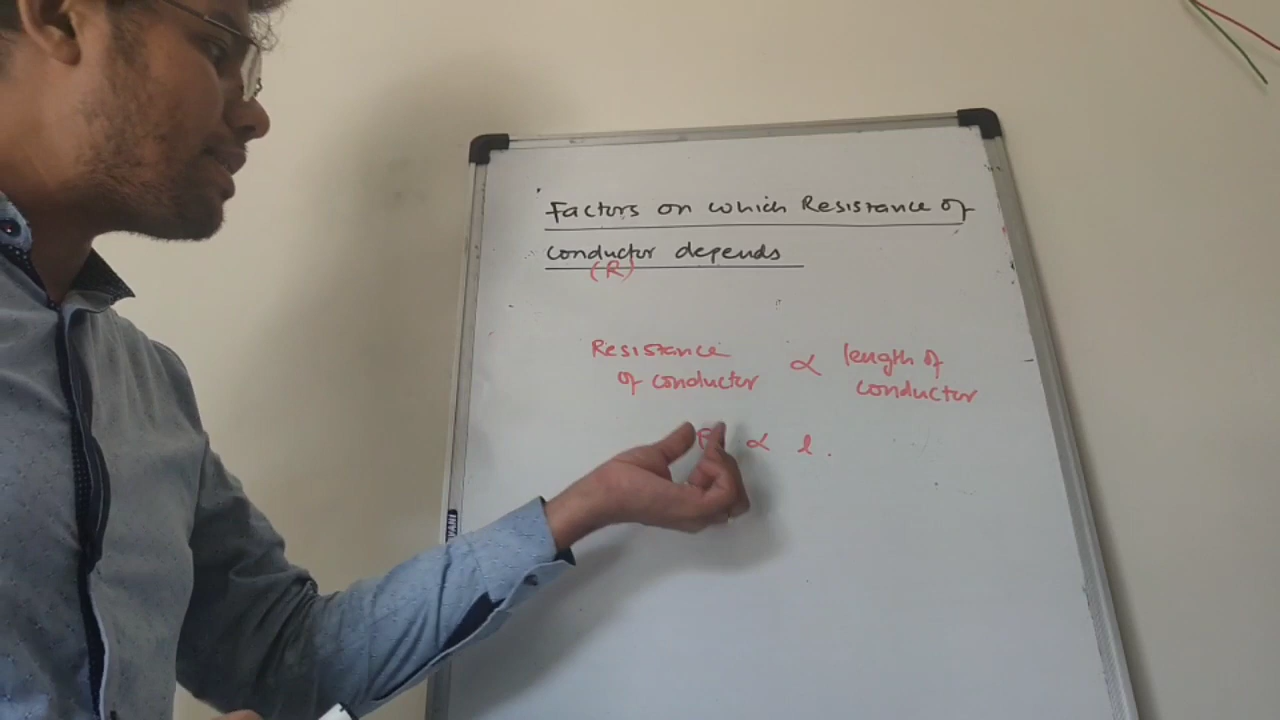 Factors on which Resistance of
conductor depends
(R)
Resistance ∝ length of
of conductor conductor
∝ l.